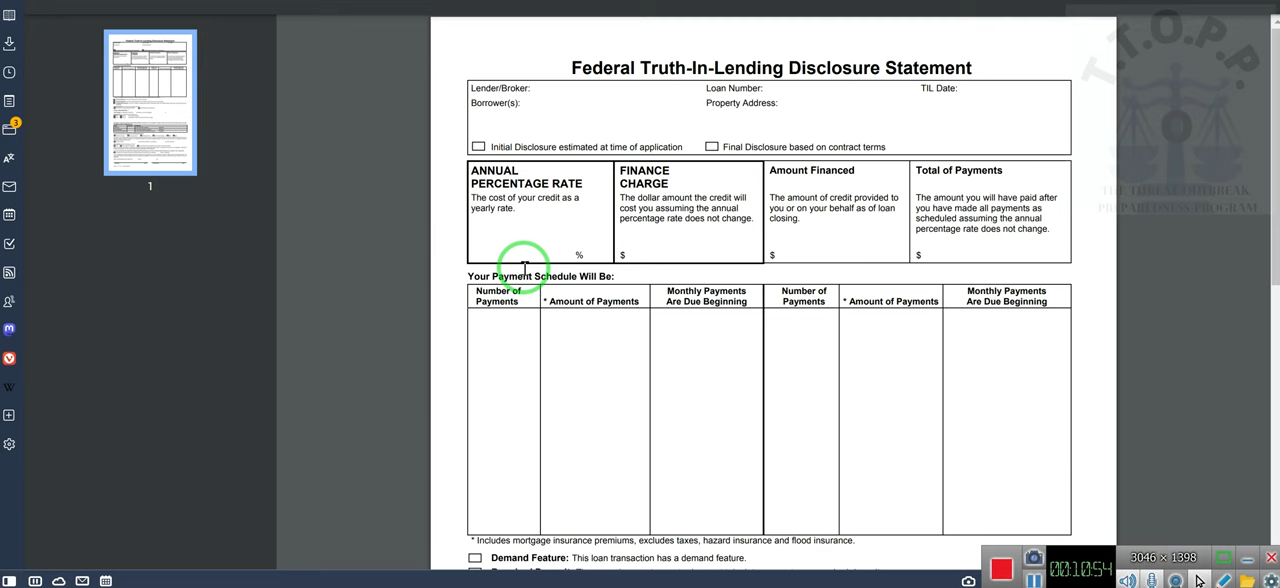 T.T.O.P.P.
THE THREAT OUTBREAK
PREPAREDNESS PROGRAM
3
1
Federal Truth-In-Lending Disclosure Statement
Lender/Broker: Loan Number: TIL Date:
Borrower(s): Property Address:
Initial Disclosure estimated at time of application Final Disclosure based on contract terms
ANNUAL
PERCENTAGE RATE
The cost of your credit as a
yearly rate.
%
FINANCE
CHARGE
The dollar amount the credit will
cost you assuming the annual
percentage rate does not change.
$
Amount Financed
The amount of credit provided to
you or on your behalf as of loan
closing.
$
Total of Payments
The amount you will have paid after
you have made all payments as
scheduled assuming the annual
percentage rate does not change.
$
Your Payment Schedule Will Be:
Number of
Payments
* Amount of Payments
Monthly Payments
Are Due Beginning
Number of
Payments
* Amount of Payments
Monthly Payments
Are Due Beginning
* Includes mortgage insurance premiums, excludes taxes, hazard insurance and flood insurance.
Demand Feature: This loan transaction has a demand feature.
00:10:54
3046 × 1398